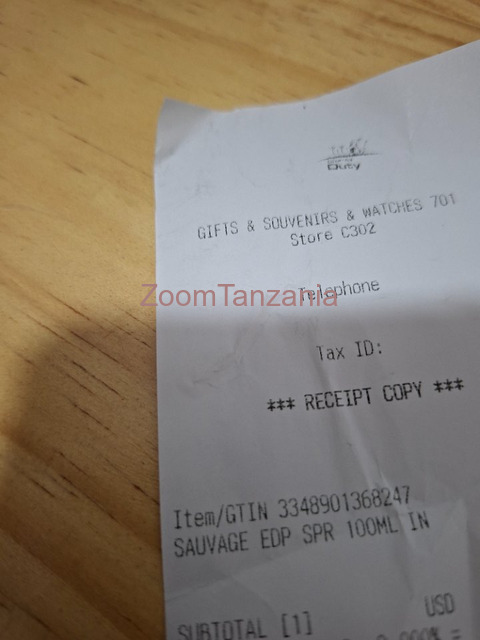 Duty
GIFTS & SOUVENIRS & WATCHES 701
Store C302
Telephone
ZoomTanzania
Tax ID:
*** RECEIPT COPY ***
Item/GTIN 3348901368247
SAUVAGE EDP SPR 100ML IN
USD
SUBTOTAL [1]